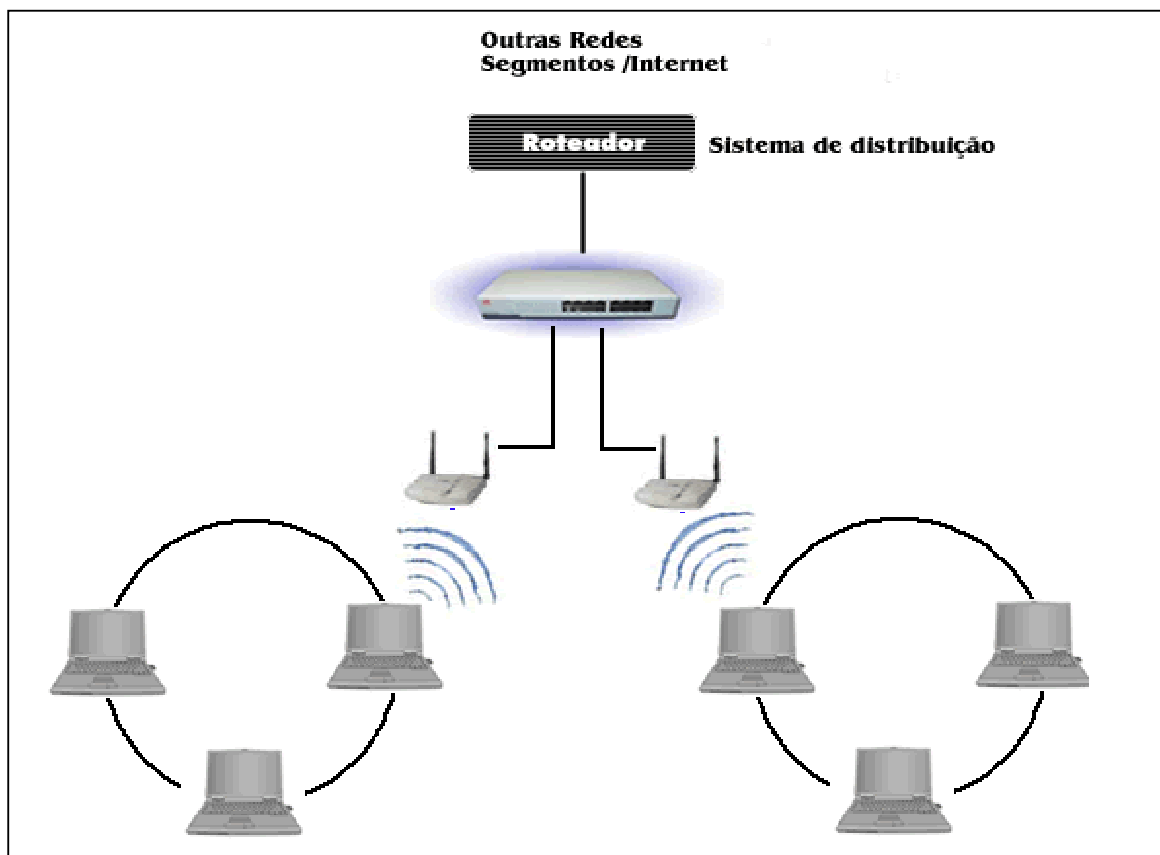 Outras Redes
Segmentos /Internet
Roteador
Sistema de distribuição